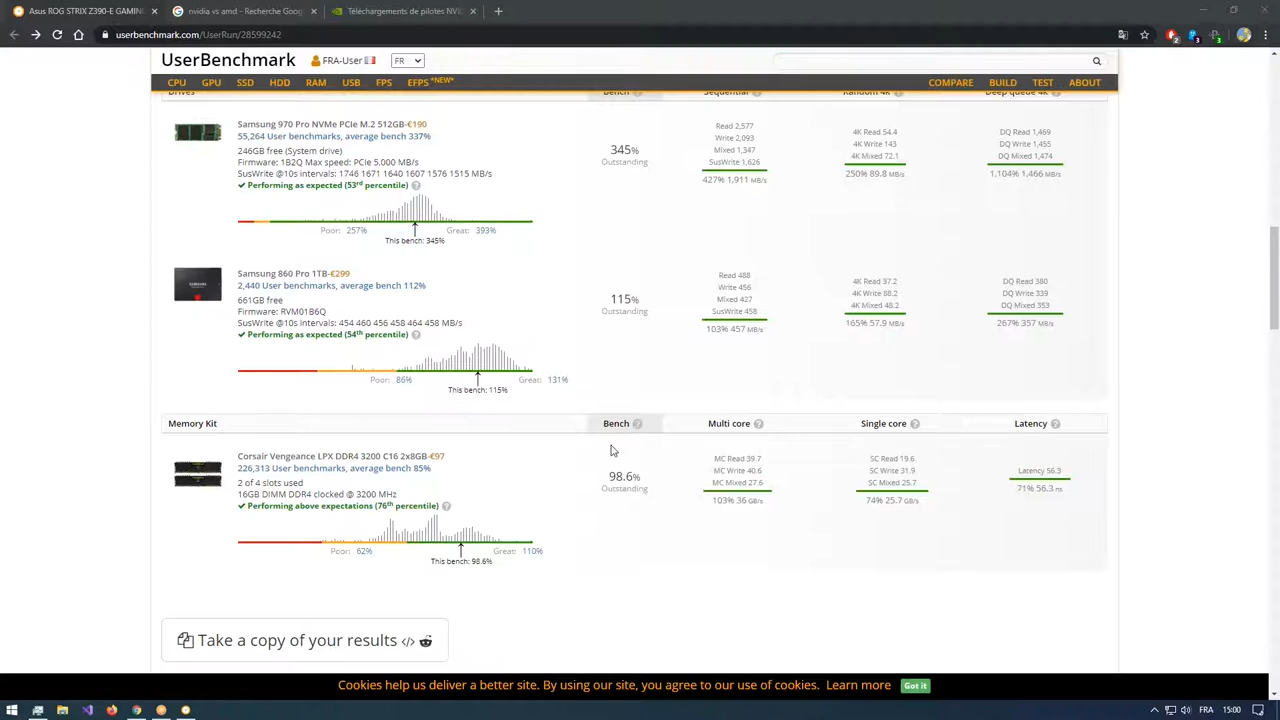 Asus ROG STRIX Z390-E GAMING ×
nvidia msi - Recherche Goog ×
Téléchargements de pilotes NVI ×
userbenchmark.com/UserRun/28599242
UserBenchmark FRA-User FR
CPU GPU SSD HDD RAM USB FPS EFPS *NEW* COMPARE BUILD TEST ABOUT
Drives Bench Sequential Random 4k Deep queue 4k
Samsung 970 Pro NVMe PCIe M.2 512GB-€190
55,264 User benchmarks, average bench 337%
246GB free (System drive)
Firmware: 1B2Q Max speed: PCIe 5,000 MB/s
SusWrite @10s intervals: 1746 1671 1640 1607 1576 1515 MB/s
Performing as expected (53rd percentile) ?
Poor: 257% Great: 393%
This bench: 345%
345%
Outstanding
Read 2,577
Write 2,093
Mixed 1,347
SusWrite 1,626
427% 1,911 MB/s
4K Read 54.4
4K Write 143
4K Mixed 72.1
250% 89.8 MB/s
DQ Read 1,469
DQ Write 1,455
DQ Mixed 1,474
1,104% 1,466 MB/s
Samsung 860 Pro 1TB-€299
2,440 User benchmarks, average bench 112%
661GB free
Firmware: RVM01B6Q
SusWrite @10s intervals: 454 460 456 458 464 458 MB/s
Performing as expected (54th percentile) ?
Poor: 86% Great: 131%
This bench: 115%
115%
Outstanding
Read 488
Write 456
Mixed 427
SusWrite 458
103% 457 MB/s
4K Read 37.2
4K Write 88.2
4K Mixed 48.2
165% 57.9 MB/s
DQ Read 380
DQ Write 339
DQ Mixed 353
267% 357 MB/s
Memory Kit Bench ? Multi core ? Single core ? Latency ?
Corsair Vengeance LPX DDR4 3200 C16 2x8GB-€97
226,313 User benchmarks, average bench 85%
2 of 4 slots used
16GB DIMM DDR4 clocked @ 3200 MHz
Performing above expectations (76th percentile) ?
Poor: 62% Great: 110%
This bench: 98.6%
98.6%
Outstanding
MC Read 39.7
MC Write 40.6
MC Mixed 27.6
103% 36 GB/s
SC Read 19.6
SC Write 31.9
SC Mixed 25.7
74% 25.7 GB/s
Latency 56.3
71% 56.3 ns
Take a copy of your results </>
Cookies help us deliver a better site. By using our site, you agree to our use of cookies. Learn more Got it
FRA 15:00